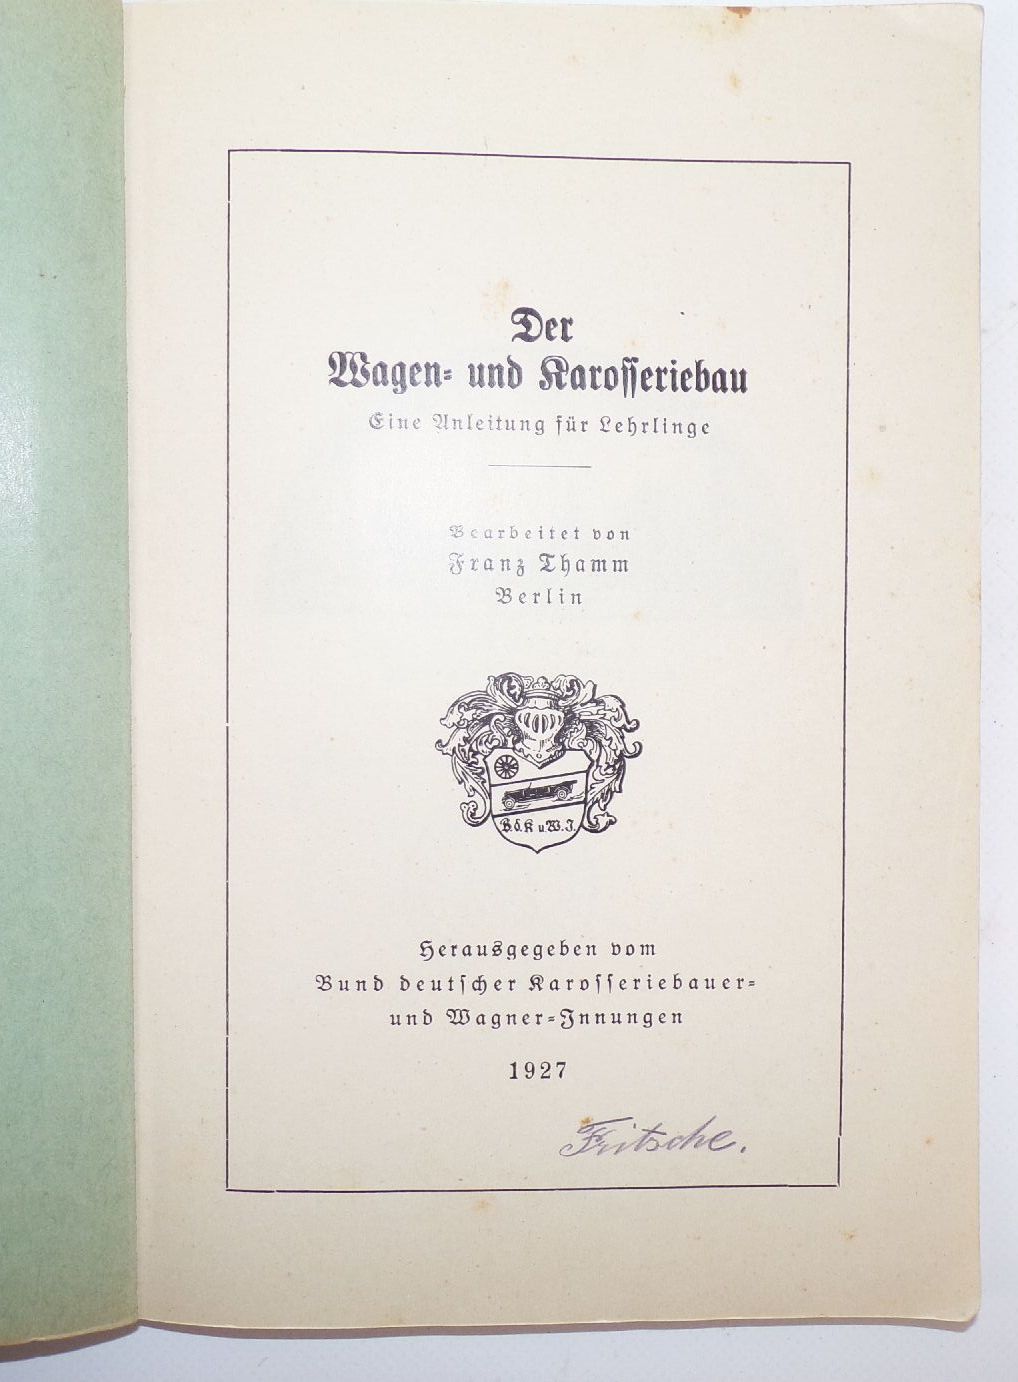 Der
Wagen- und Karosseriebau
Eine Anleitung für Lehrlinge
Bearbeitet von
Franz Thamm
Berlin
B.d.K u.W.J.
Herausgegeben vom
Bund deutscher Karosseriebauer-
und Wagner-Innungen
1927
Fritsche.